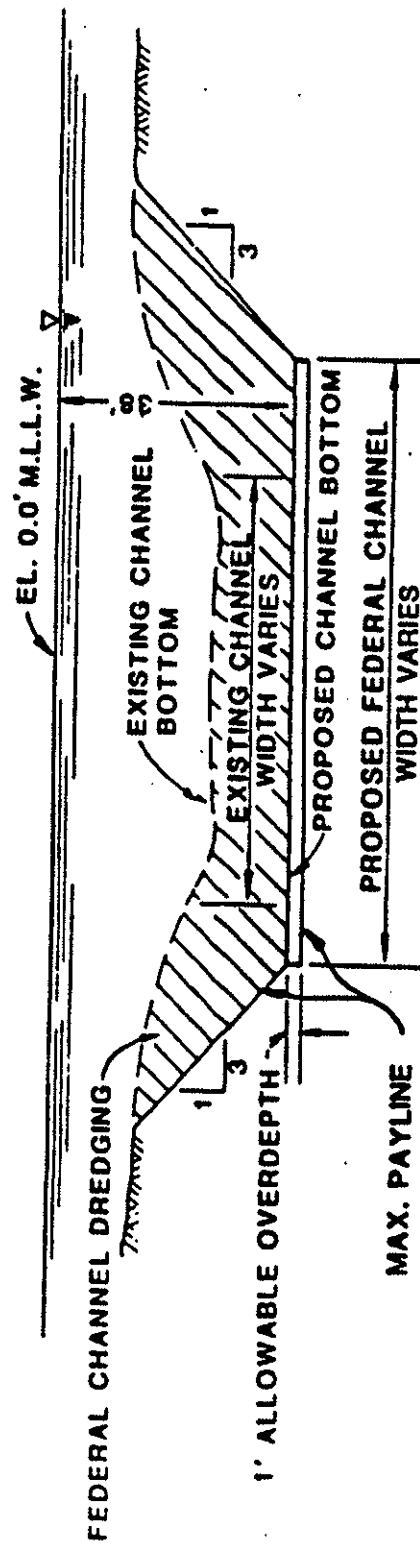 EL. 0.0' M.L.L.W.
FEDERAL CHANNEL DREDGING
EXISTING CHANNEL
BOTTOM
38'
1
3
1
3
EXISTING CHANNEL
WIDTH VARIES
PROPOSED CHANNEL BOTTOM
1' ALLOWABLE OVERDEPTH
PROPOSED FEDERAL CHANNEL
WIDTH VARIES
MAX. PAYLINE